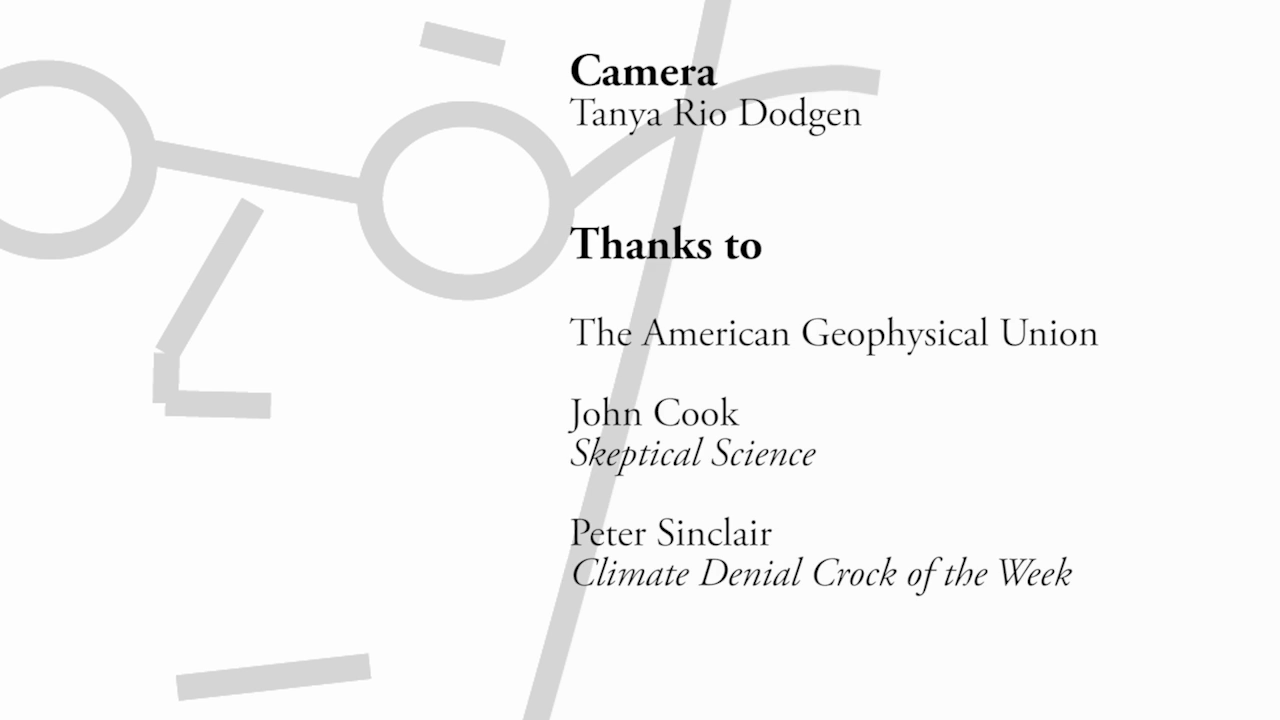 Camera
Tanya Rio Dodgen
Thanks to
The American Geophysical Union
John Cook
Skeptical Science
Peter Sinclair
Climate Denial Crock of the Week